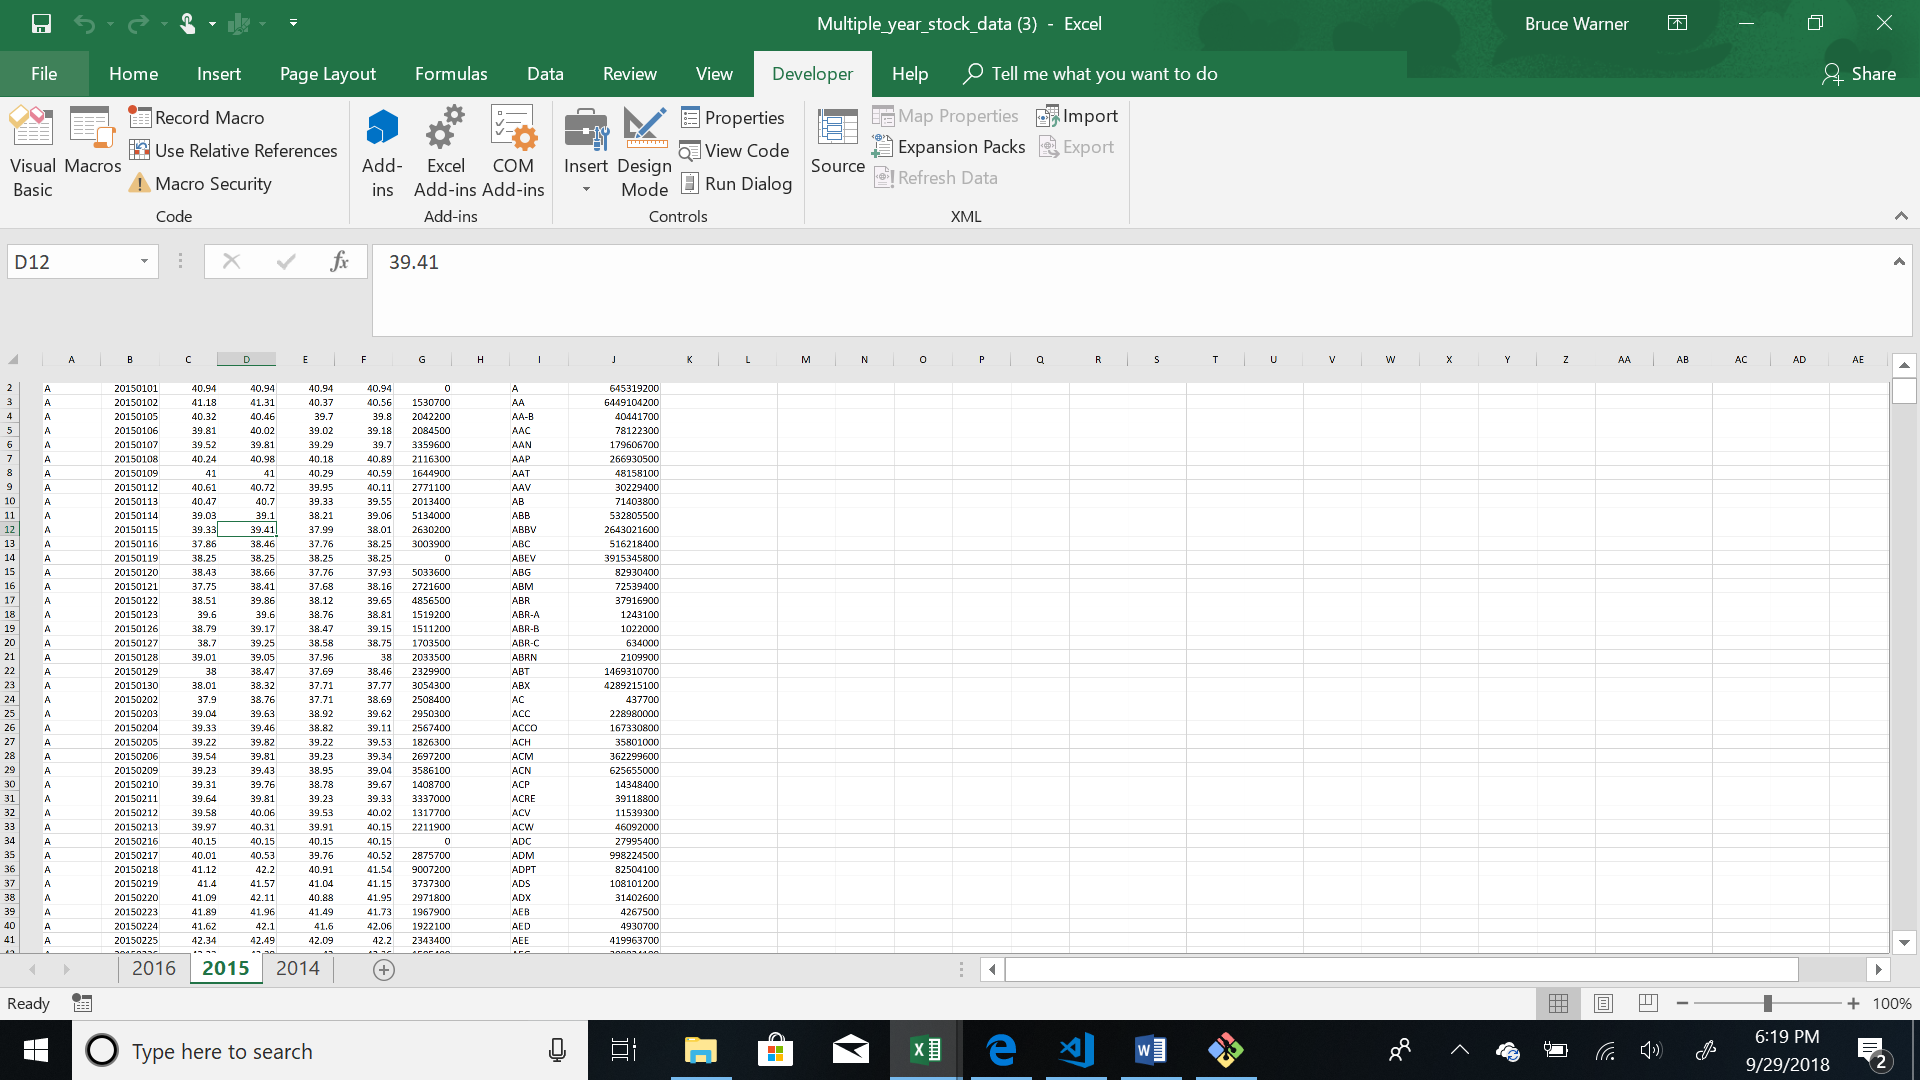 Multiple_year_stock_data (3) - Excel
Bruce Warner
File Home Insert Page Layout Formulas Data Review View Developer Help Tell me what you want to do Share
Visual Basic
Macros
Record Macro
Use Relative References
Macro Security
Code
Add-ins
Excel Add-ins
COM Add-ins
Add-ins
Insert
Design Mode
Properties
View Code
Run Dialog
Controls
Source
Map Properties
Expansion Packs
Refresh Data
Import
Export
XML
D12 fx 39.41
A B C D E F G H I J K L M N O P Q R S T U V W X Y Z AA AB AC AD AE
2 A 20150101 40.94 40.94 40.94 40.94 0 A 645319200
3 A 20150102 41.18 41.31 40.37 40.56 1530700 AA 6449104200
4 A 20150105 40.32 40.46 39.7 39.8 2042200 AA-B 40441700
5 A 20150106 39.81 40.02 39.02 39.18 2084500 AAC 78122300
6 A 20150107 39.52 39.81 39.29 39.7 3359600 AAN 179606700
7 A 20150108 40.24 40.98 40.18 40.89 2116300 AAP 266930500
8 A 20150109 41 41 40.29 40.59 1644900 AAT 48158100
9 A 20150112 40.61 40.72 39.95 40.11 2771100 AAV 30229400
10 A 20150113 40.47 40.7 39.33 39.55 2013400 AB 71403800
11 A 20150114 39.03 39.1 38.21 39.06 5134000 ABB 532805500
12 A 20150115 39.33 39.41 37.99 38.01 2630200 ABBV 2643021600
13 A 20150116 37.86 38.46 37.76 38.25 3003900 ABC 516218400
14 A 20150119 38.25 38.25 38.25 38.25 0 ABEV 3915345800
15 A 20150120 38.43 38.66 37.76 37.93 5033600 ABG 82930400
16 A 20150121 37.75 38.41 37.68 38.16 2721600 ABM 72539400
17 A 20150122 38.51 39.86 38.12 39.65 4856500 ABR 37916900
18 A 20150123 39.6 39.6 38.76 38.81 1519200 ABR-A 1243100
19 A 20150126 38.79 39.17 38.47 39.15 1511200 ABR-B 1022000
20 A 20150127 38.7 39.25 38.58 38.75 1703500 ABR-C 634000
21 A 20150128 39.01 39.05 37.96 38 2033500 ABRN 2109900
22 A 20150129 38 38.47 37.69 38.46 2329900 ABT 1469310700
23 A 20150130 38.01 38.32 37.71 37.77 3054300 ABX 4289215100
24 A 20150202 37.9 38.76 37.71 38.69 2508400 AC 437700
25 A 20150203 39.04 39.63 38.92 39.62 2950300 ACC 228980000
26 A 20150204 39.33 39.46 38.82 39.11 2567400 ACCO 167330800
27 A 20150205 39.22 39.82 39.22 39.53 1826300 ACH 35801000
28 A 20150206 39.54 39.81 39.23 39.34 2697200 ACM 362299600
29 A 20150209 39.23 39.43 38.95 39.04 3586100 ACN 625655000
30 A 20150210 39.31 39.76 38.78 39.67 1408700 ACP 14348400
31 A 20150211 39.64 39.81 39.23 39.33 3337000 ACRE 39118800
32 A 20150212 39.58 40.06 39.53 40.02 1317700 ACV 11539300
33 A 20150213 39.97 40.31 39.91 40.15 2211900 ACW 46092000
34 A 20150216 40.15 40.15 40.15 40.15 0 ADC 27995400
35 A 20150217 40.01 40.53 39.76 40.52 2875700 ADM 998224500
36 A 20150218 41.12 42.2 40.91 41.54 9007200 ADPT 82504100
37 A 20150219 41.4 41.57 41.04 41.15 3737300 ADS 108101200
38 A 20150220 41.09 42.11 40.88 41.95 2971800 ADX 31402600
39 A 20150223 41.89 41.96 41.49 41.73 1967900 AEB 4267500
40 A 20150224 41.62 42.1 41.6 42.06 1922100 AED 4930700
41 A 20150225 42.34 42.49 42.09 42.2 2343400 AEE 419963700
2016 2015 2014
Ready 100%
Type here to search
6:19 PM
9/29/2018
2